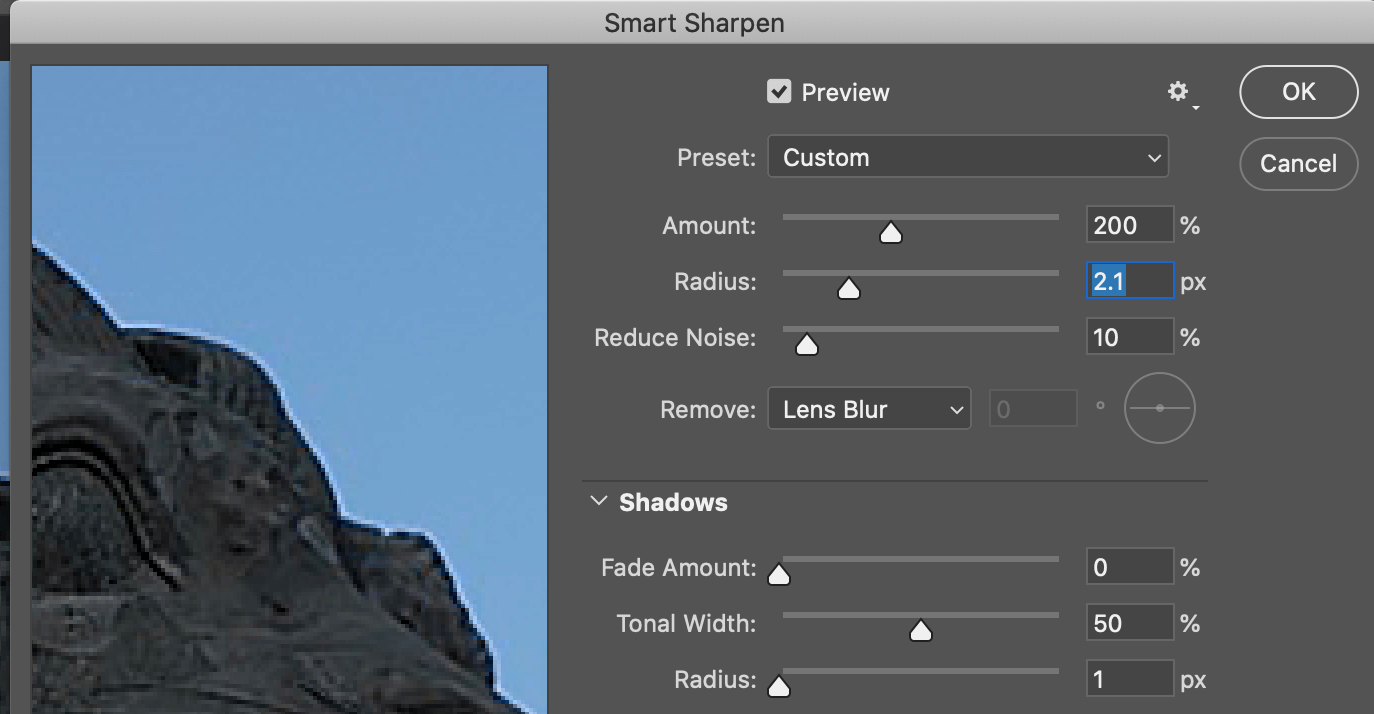 Smart Sharpen
Preview
OK
Preset: Custom
Cancel
Amount: 200 %
Radius: 2.1 px
Reduce Noise: 10 %
Remove: Lens Blur 0 °
Shadows
Fade Amount: 0 %
Tonal Width: 50 %
Radius: 1 px